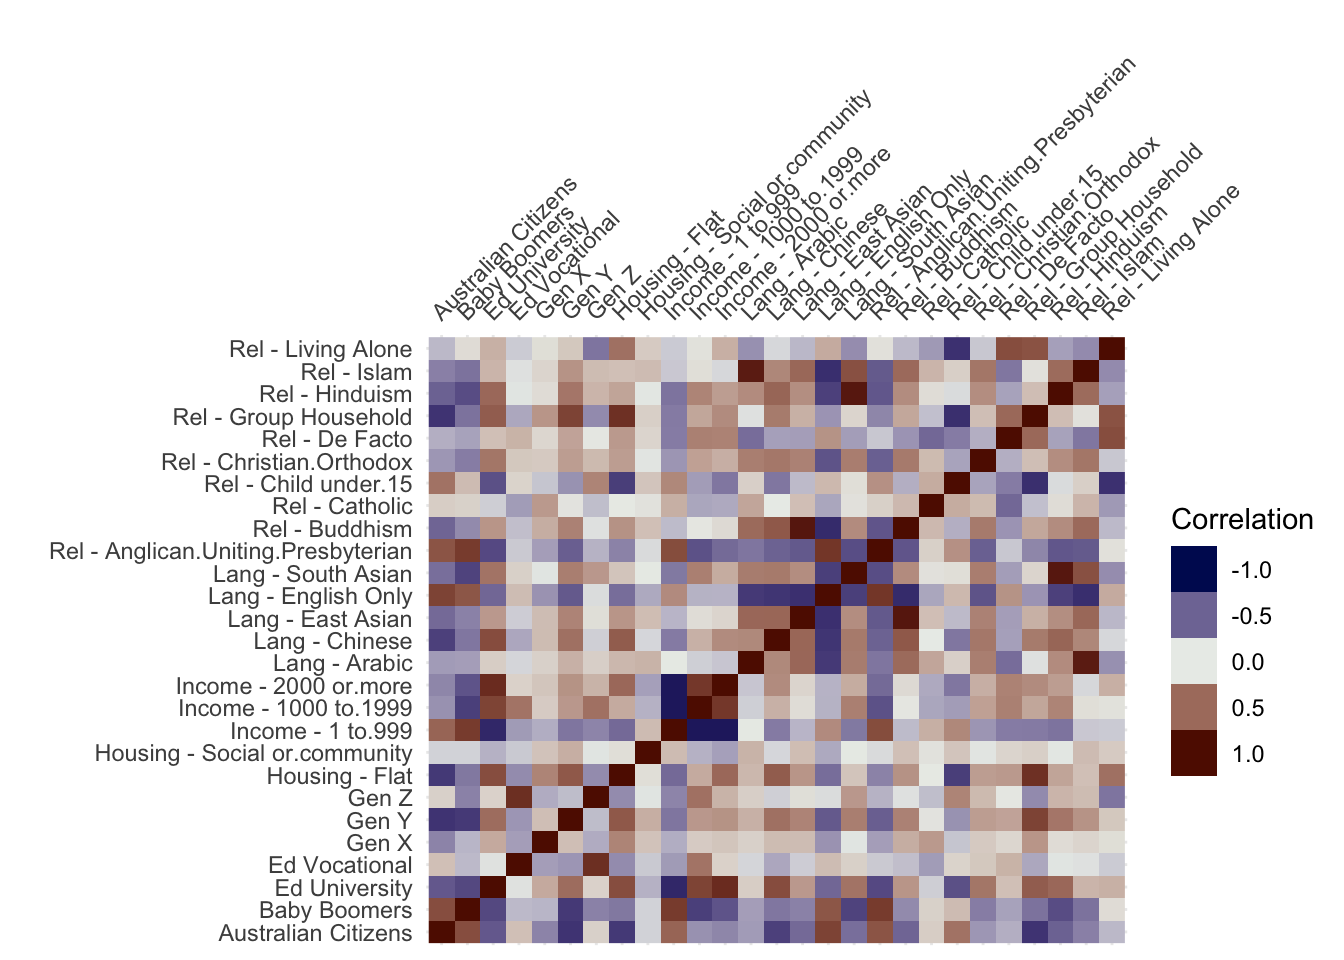 Australian Citizens
Baby Boomers
Ed University
Ed Vocational
Gen X
Gen Y
Gen Z
Housing - Flat
Housing - Social or.community
Income - 1 to.999
Income - 1000 to.1999
Income - 2000 or.more
Lang - Arabic
Lang - Chinese
Lang - East Asian
Lang - English Only
Lang - South Asian
Rel - Anglican.Uniting.Presbyterian
Rel - Buddhism
Rel - Catholic
Rel - Child under.15
Rel - Christian.Orthodox
Rel - De Facto
Rel - Group Household
Rel - Hinduism
Rel - Islam
Rel - Living Alone
Rel - Living Alone
Rel - Islam
Rel - Hinduism
Rel - Group Household
Rel - De Facto
Rel - Christian.Orthodox
Rel - Child under.15
Rel - Catholic
Rel - Buddhism
Rel - Anglican.Uniting.Presbyterian
Lang - South Asian
Lang - English Only
Lang - East Asian
Lang - Chinese
Lang - Arabic
Income - 2000 or.more
Income - 1000 to.1999
Income - 1 to.999
Housing - Social or.community
Housing - Flat
Gen Z
Gen Y
Gen X
Ed Vocational
Ed University
Baby Boomers
Australian Citizens
Correlation
-1.0
-0.5
0.0
0.5
1.0